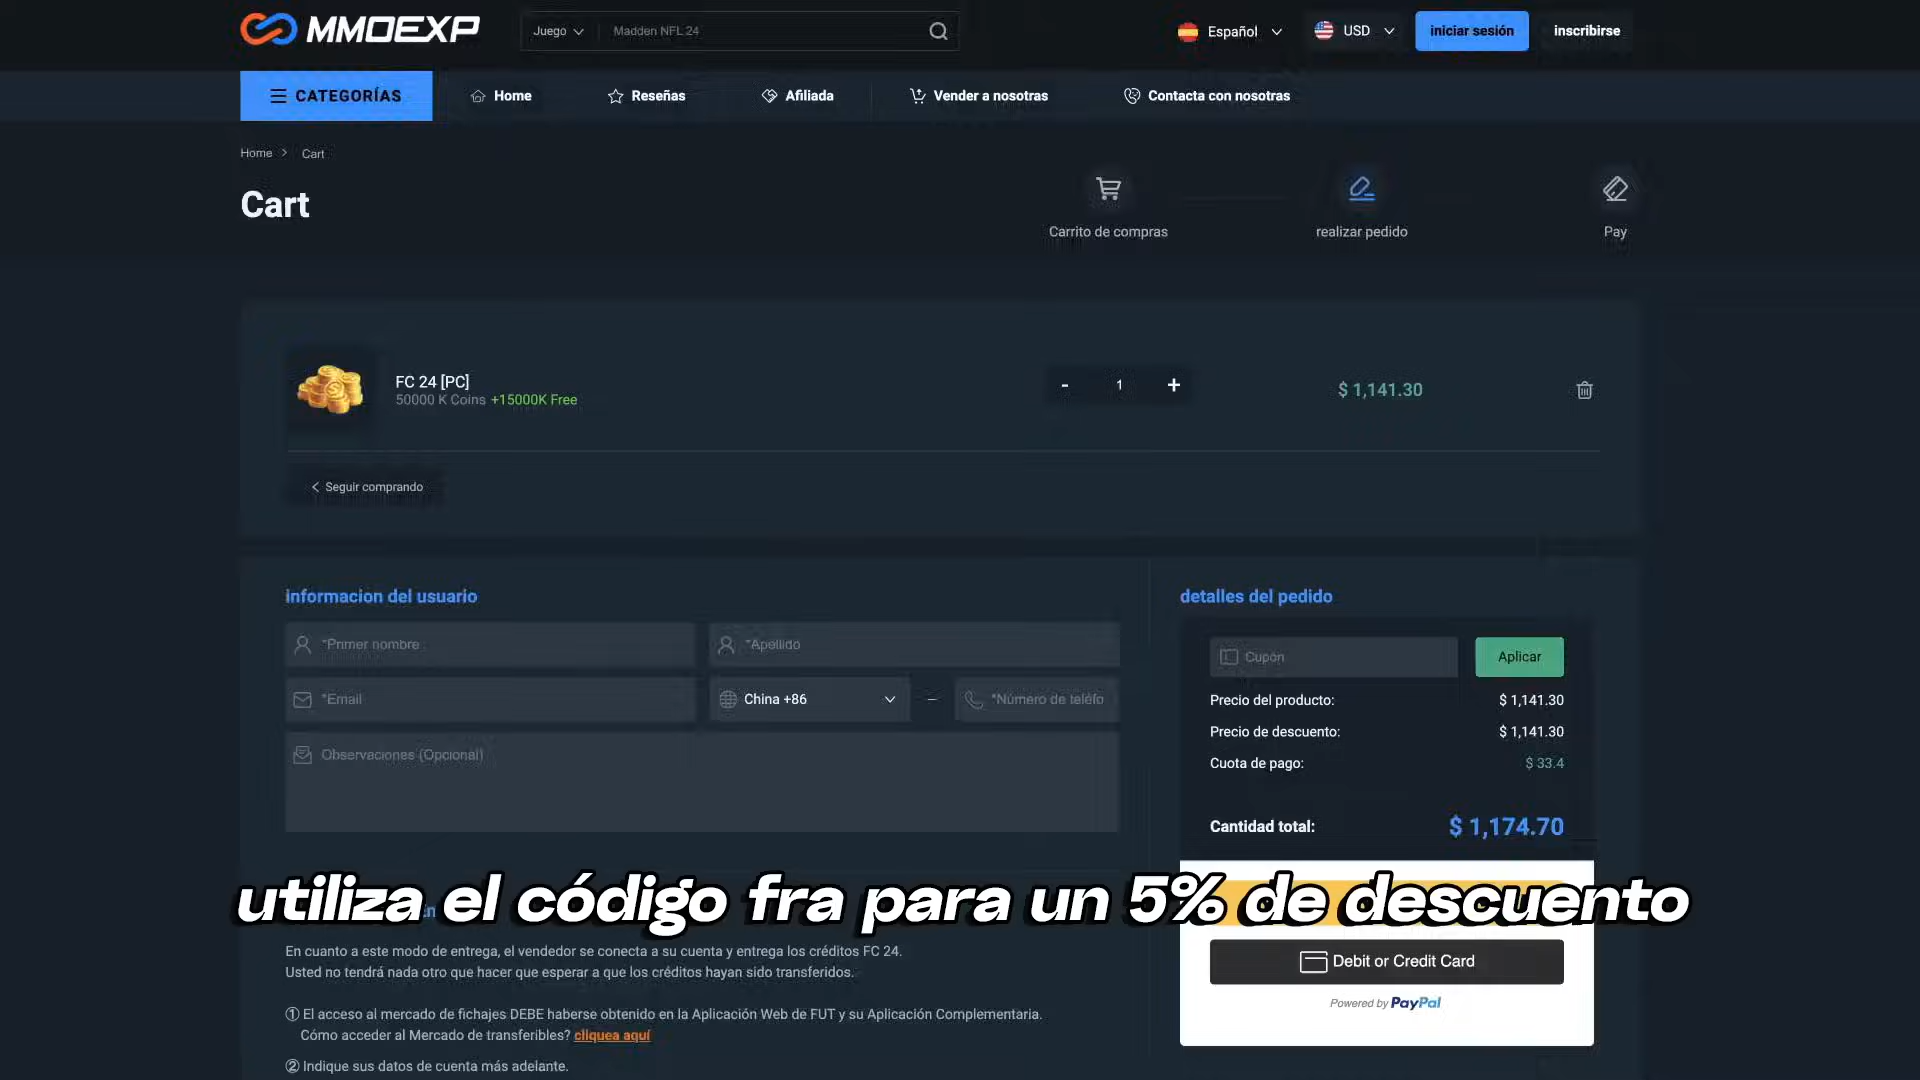 MMOEXP
Juego
Madden NFL 24
Español
USD
iniciar sesión
inscribirse
CATEGORÍAS
Home
Reseñas
Afiliada
Vender a nosotras
Contacta con nosotras
Home > Cart
Cart
Carrito de compras
realizar pedido
Pay
FC 24 [PC]
50000 K Coins +15000K Free
- 1 +
$ 1,141.30
< Seguir comprando
informacion del usuario
*Primer nombre
*Apellido
*Email
China +86
*Número de teléfo
Observaciones (Opcional)
detalles del pedido
Cupón
Aplicar
Precio del producto: $ 1,141.30
Precio de descuento: $ 1,141.30
Cuota de pago: $ 33.4
Cantidad total: $ 1,174.70
utiliza el código fra para un 5% de descuento
En cuanto a este modo de entrega, el vendedor se conecta a su cuenta y entrega los créditos FC 24.
Usted no tendrá nada otro que hacer que esperar a que los créditos hayan sido transferidos.
① El acceso al mercado de fichajes DEBE haberse obtenido en la Aplicación Web de FUT y su Aplicación Complementaria.
Cómo acceder al Mercado de transferibles? cliquea aquí
② Indique sus datos de cuenta más adelante.
Debit or Credit Card
Powered by PayPal